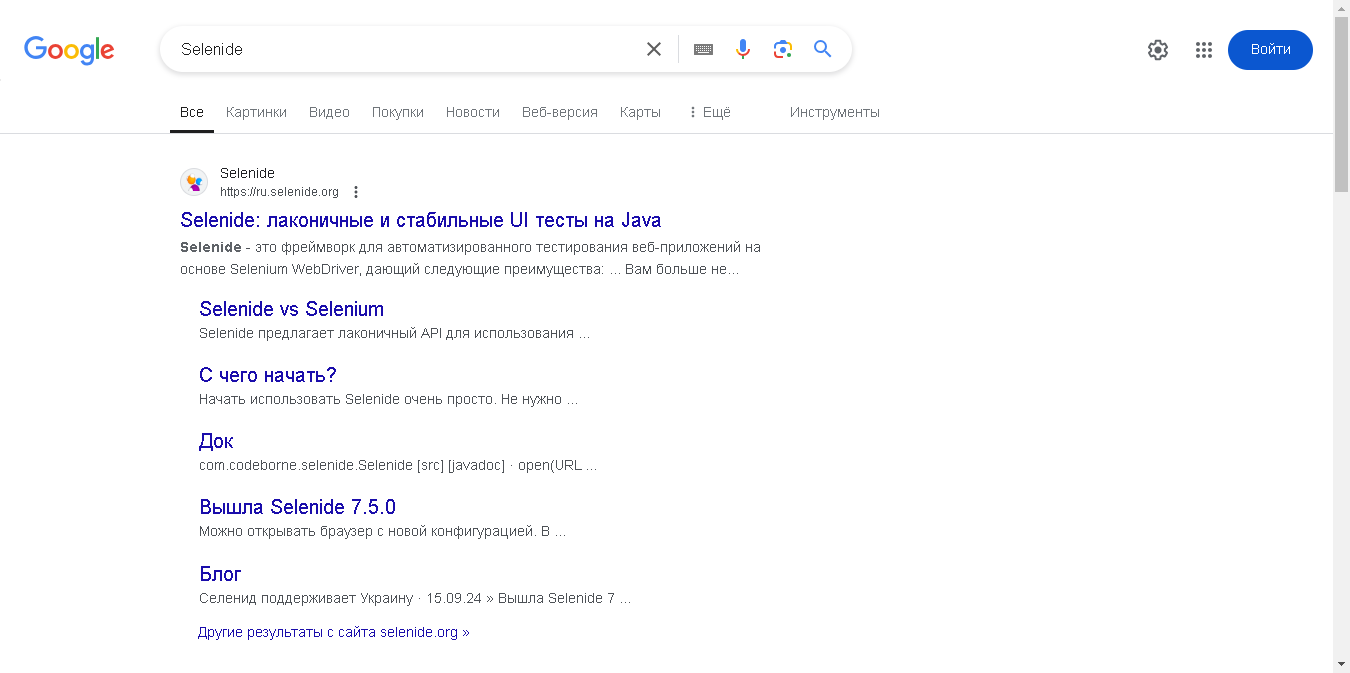 Google
Selenide
Войти
Все Картинки Видео Покупки Новости Веб-версия Карты Ещё Инструменты
Selenide
https://ru.selenide.org
Selenide: лаконичные и стабильные UI тесты на Java
Selenide - это фреймворк для автоматизированного тестирования веб-приложений на
основе Selenium WebDriver, дающий следующие преимущества: ... Вам больше не...
Selenide vs Selenium
Selenide предлагает лаконичный API для использования ...
С чего начать?
Начать использовать Selenide очень просто. Не нужно ...
Док
com.codeborne.selenide.Selenide [src] [javadoc] · open(URL ...
Вышла Selenide 7.5.0
Можно открывать браузер с новой конфигурацией. В ...
Блог
Селенид поддерживает Украину · 15.09.24 » Вышла Selenide 7 ...
Другие результаты с сайта selenide.org »